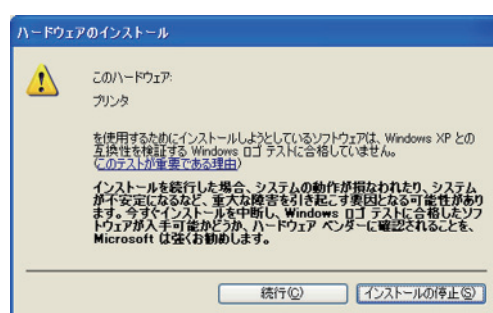 ハードウェアのインストール
このハードウェア:
プリンタ
を使用するためにインストールしようとしているソフトウェアは、Windows XP との
互換性を検証する Windows ロゴ テストに合格していません。
(このテストが重要である理由)
インストールを続行した場合、システムの動作が損なわれたり、システム
が不安定になるなど、重大な障害を引き起こす要因となる可能性があり
ます。今すぐインストールを中断し、Windows ロゴ テストに合格したソフ
トウェアが入手可能かどうか、ハードウェア ベンダーに確認されることを、
Microsoft は強くお勧めします。
続行(C) インストールの停止(S)